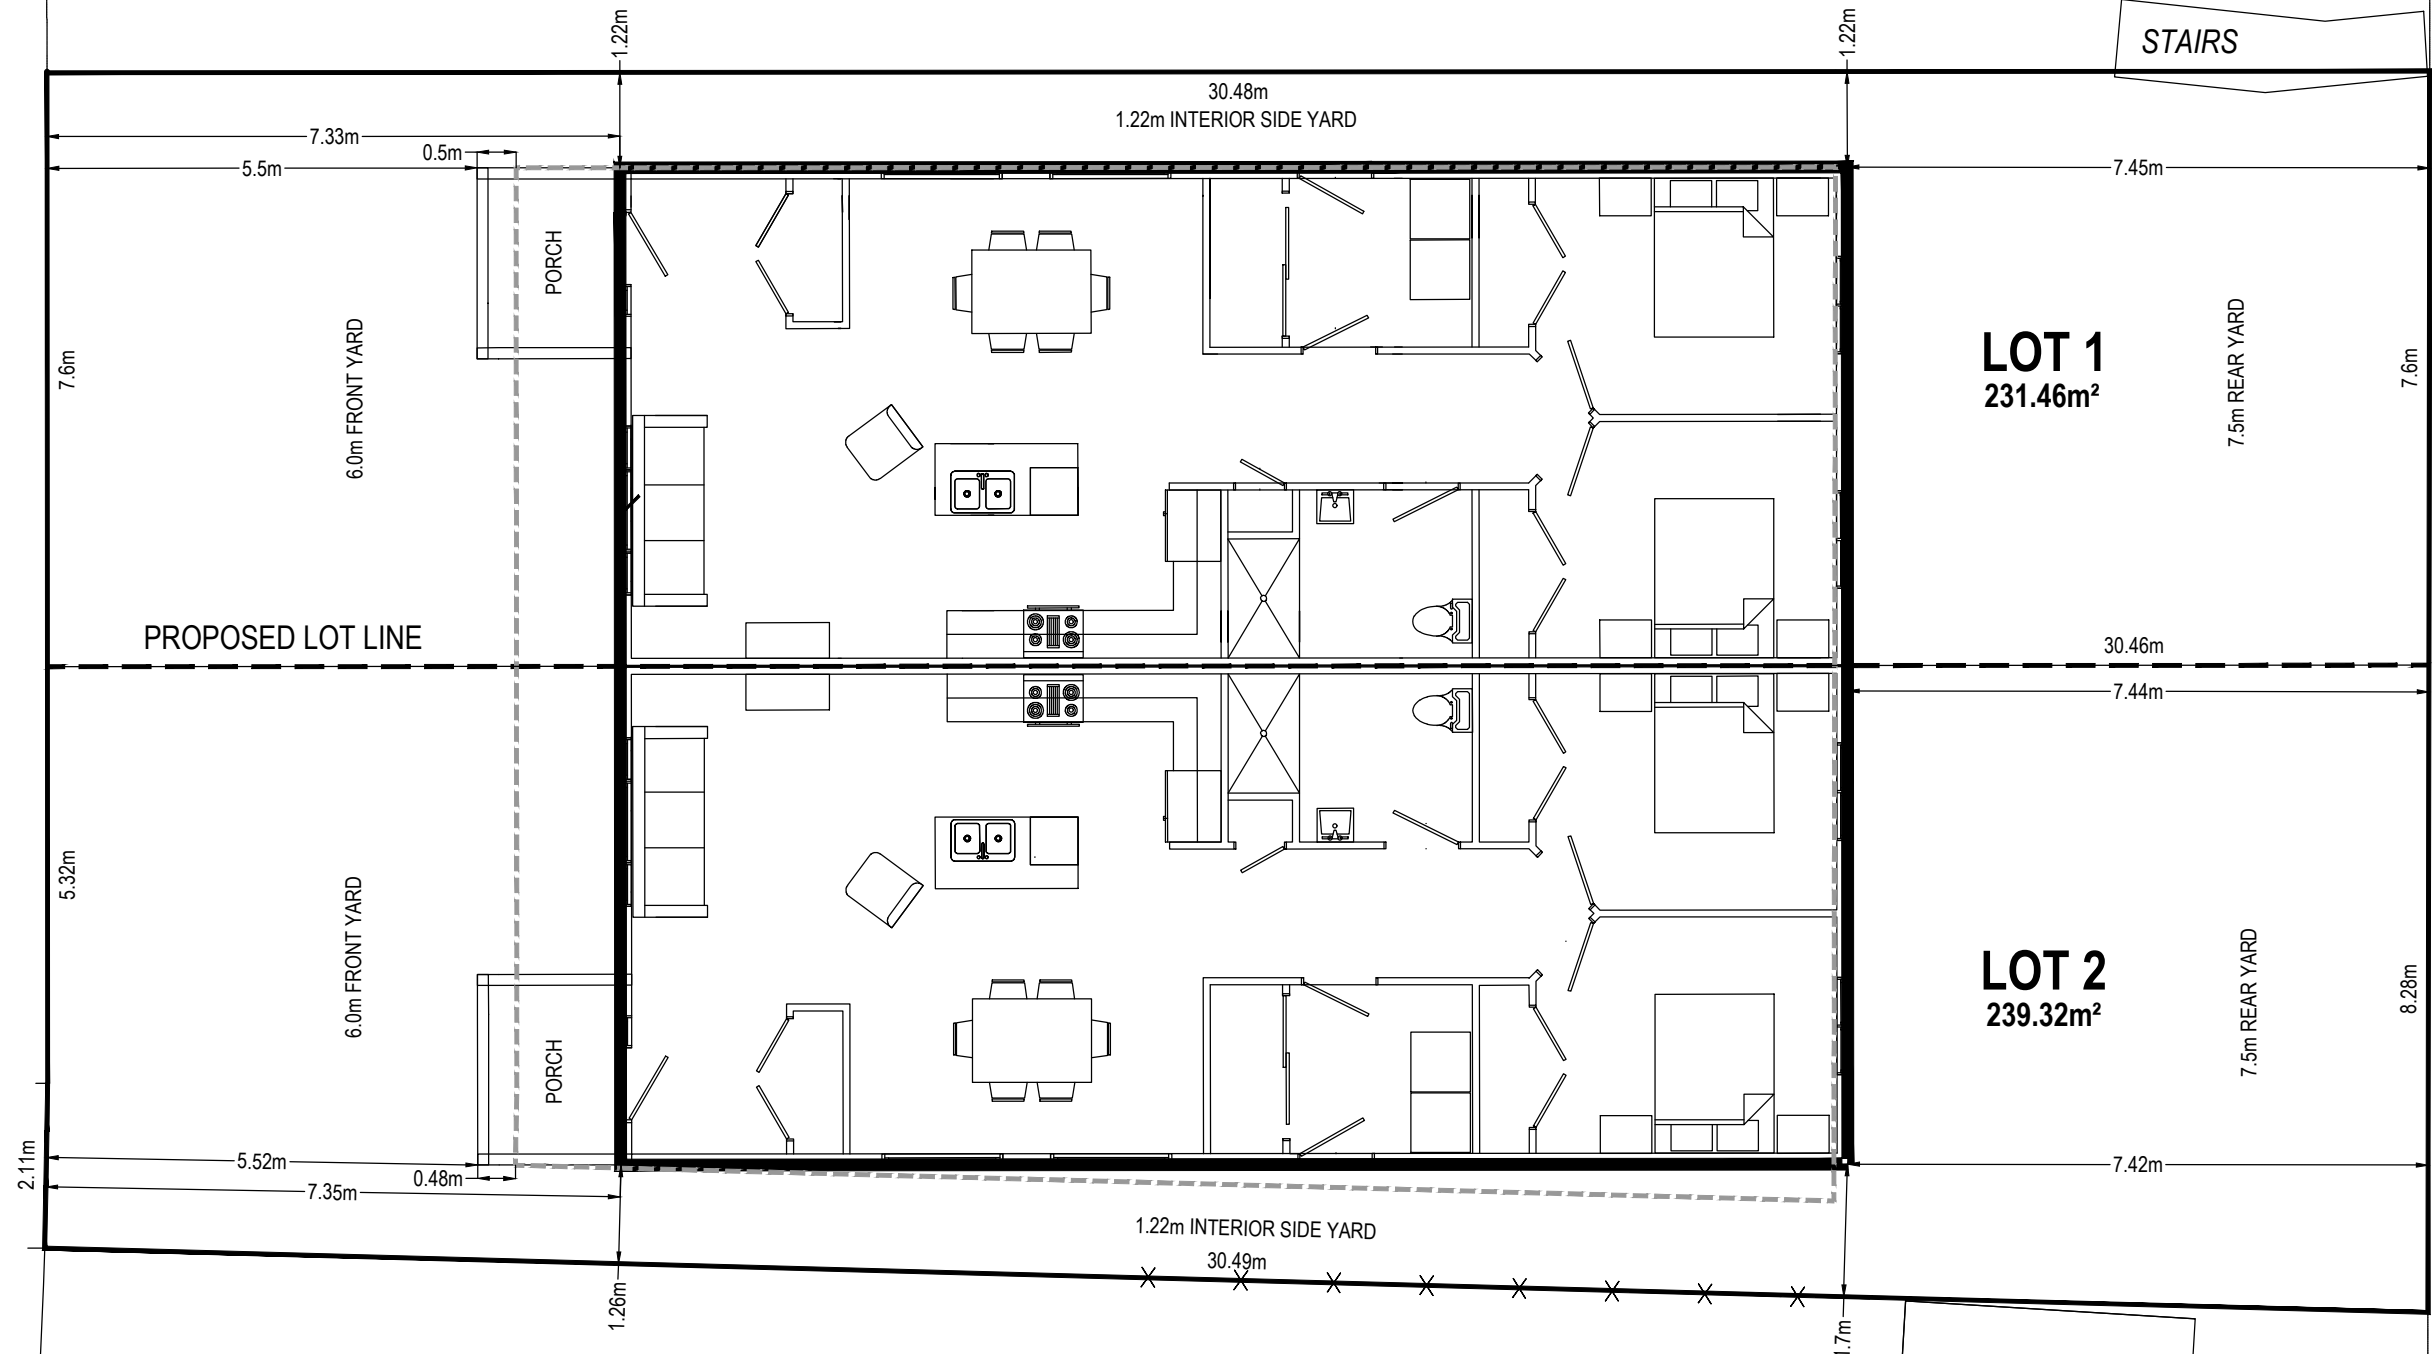 1.22m
1.22m
STAIRS
30.48m
1.22m INTERIOR SIDE YARD
7.33m
0.5m
5.5m
7.45m
PORCH
7.6m
6.0m FRONT YARD
LOT 1
231.46m²
7.5m REAR YARD
7.6m
PROPOSED LOT LINE
30.46m
7.44m
5.32m
6.0m FRONT YARD
PORCH
LOT 2
239.32m²
7.5m REAR YARD
8.28m
2.11m
5.52m
0.48m
7.35m
7.42m
1.22m INTERIOR SIDE YARD
30.49m
1.26m
1.7m